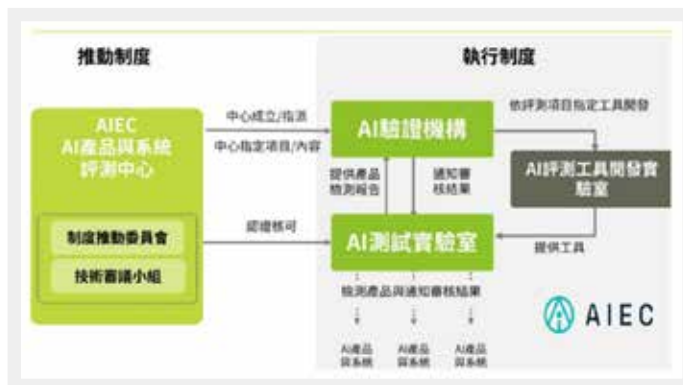 推動制度
執行制度
AIEC
AI產品與系統
評測中心
制度推動委員會
技術審議小組
中心成立/指派
中心指定項目/內容
認證核可
AI驗證機構
依評測項目指定工具開發
提供產品
檢測報告
通知審
核結果
AI評測工具開發實
驗室
AI測試實驗室
提供工具
檢測產品與通知審核結果
AI產品
與系統
AI產品
與系統
AI產品
與系統
AIEC